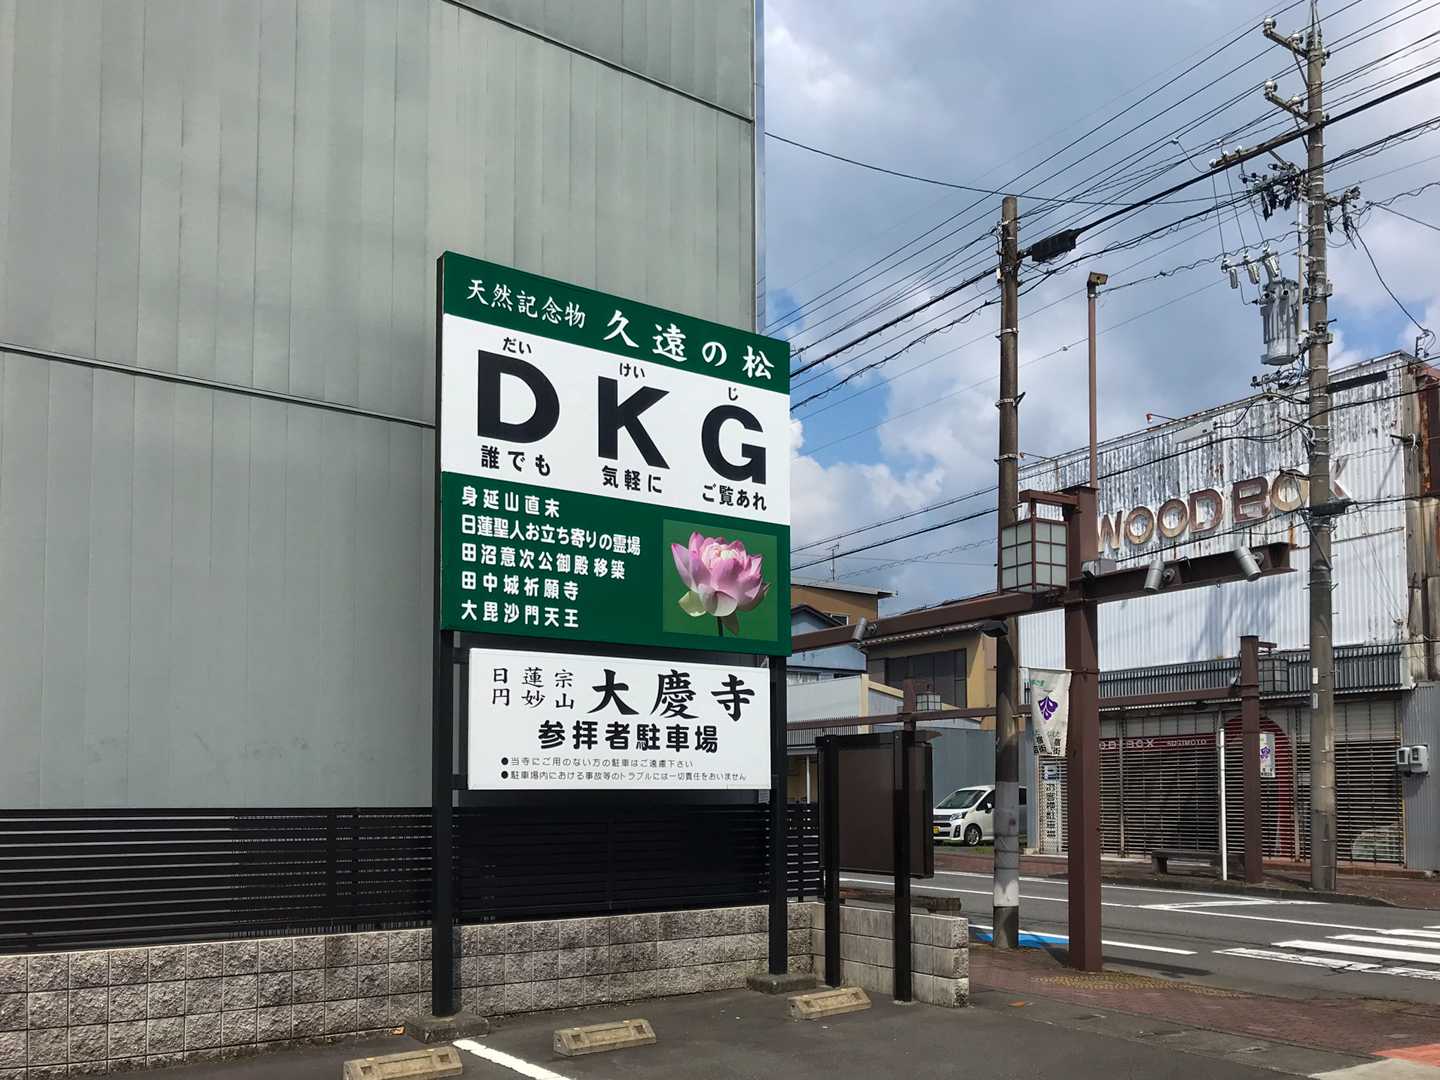 天然記念物 久遠の松
だい けい じ
D K G
誰でも 気軽に ご覧あれ
身延山直末
日蓮聖人お立ち寄りの霊場
田沼意次公御殿移築
田中城祈願寺
大毘沙門天王
日蓮宗
円妙山
大慶寺
参拝者駐車場
●当寺にご用のない方の駐車はご遠慮下さい
●駐車場内における事故等のトラブルには一切責任をおいません
WOOD BOX